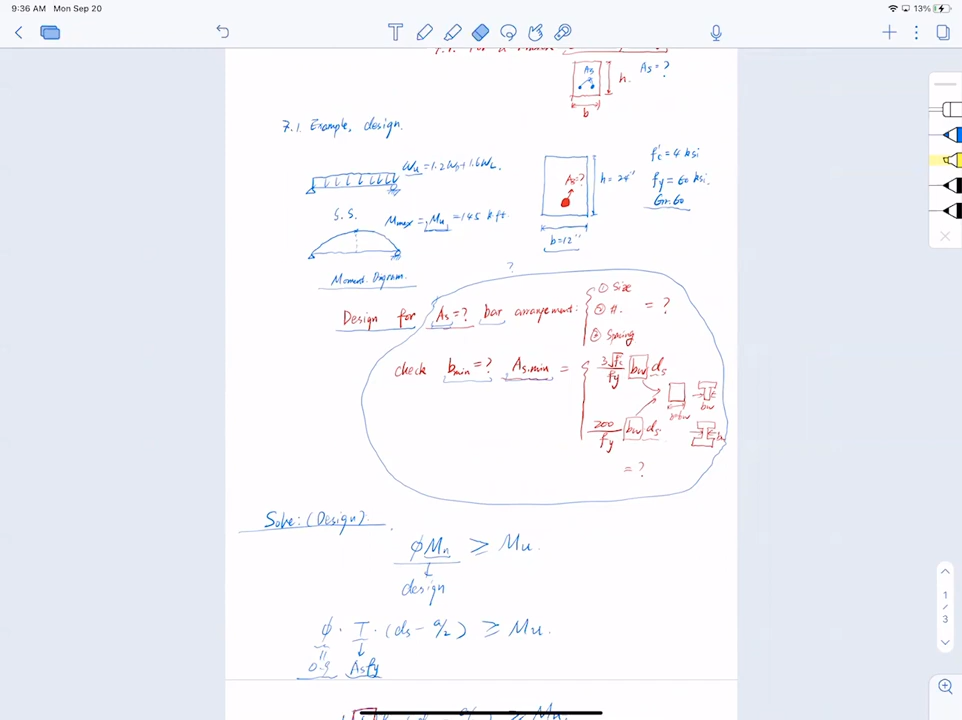 9:36 AM Mon Sep 20
13%
As
As = ?
h.
b
7.1. Example, design.
Wu = 1.2WD + 1.6WL
S.S.
Mmax = Mu = 145 k·ft.
Moment Diagram.
As=?
h = 24"
b=12"
f'c = 4 ksi
fy = 60 ksi.
Gr. 60
?
Design for As=? bar arrangement: ① Size
② #. = ?
③ Spacing
check bmin=? As,min = 3√f'c / fy bw ds
bw
200 / fy bw ds
= ?
Solve: (Design).
ϕMn ≥ Mu.
design
ϕ · T · (ds - a/2) ≥ Mu.
0.9 Asfy
1
/
3